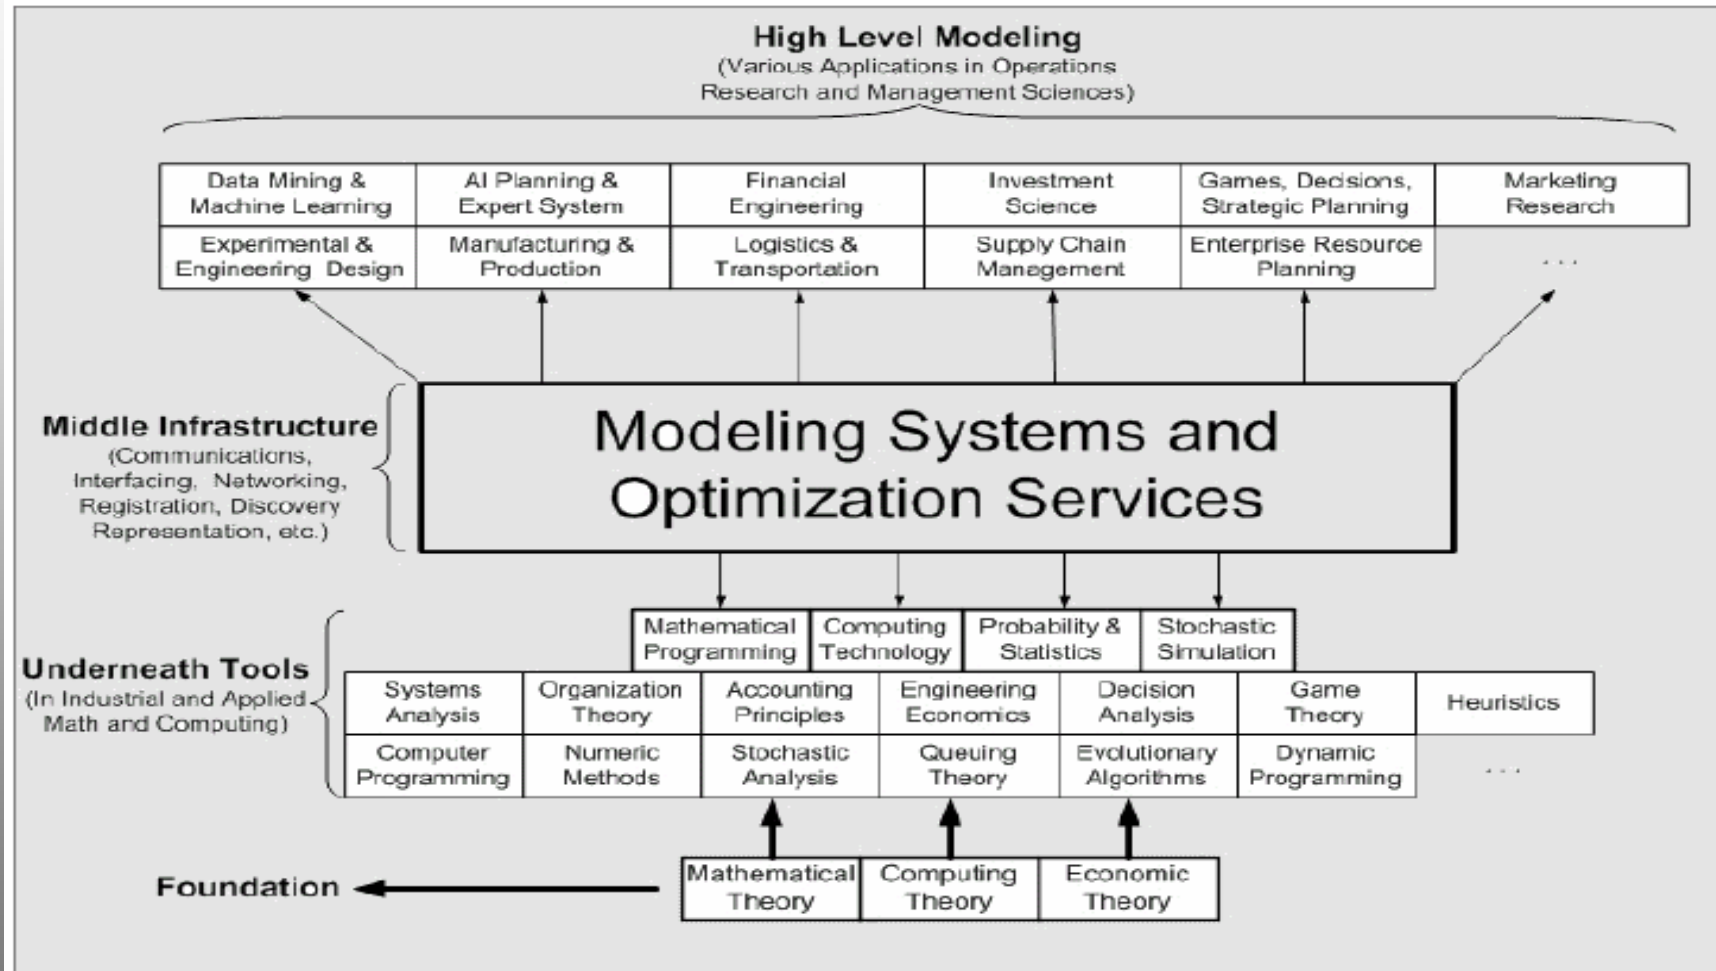 High Level Modeling
(Various Applications in Operations
Research and Management Sciences)
Data Mining &
Machine Learning
AI Planning &
Expert System
Financial
Engineering
Investment
Science
Games, Decisions,
Strategic Planning
Marketing
Research
Experimental &
Engineering Design
Manufacturing &
Production
Logistics &
Transportation
Supply Chain
Management
Enterprise Resource
Planning
...
Middle Infrastructure
(Communications,
Interfacing, Networking,
Registration, Discovery
Representation, etc.)
Modeling Systems and
Optimization Services
Underneath Tools
(In Industrial and Applied
Math and Computing)
Mathematical
Programming
Computing
Technology
Probability &
Statistics
Stochastic
Simulation
Systems
Analysis
Organization
Theory
Accounting
Principles
Engineering
Economics
Decision
Analysis
Game
Theory
Heuristics
Computer
Programming
Numeric
Methods
Stochastic
Analysis
Queuing
Theory
Evolutionary
Algorithms
Dynamic
Programming
...
Foundation
Mathematical
Theory
Computing
Theory
Economic
Theory